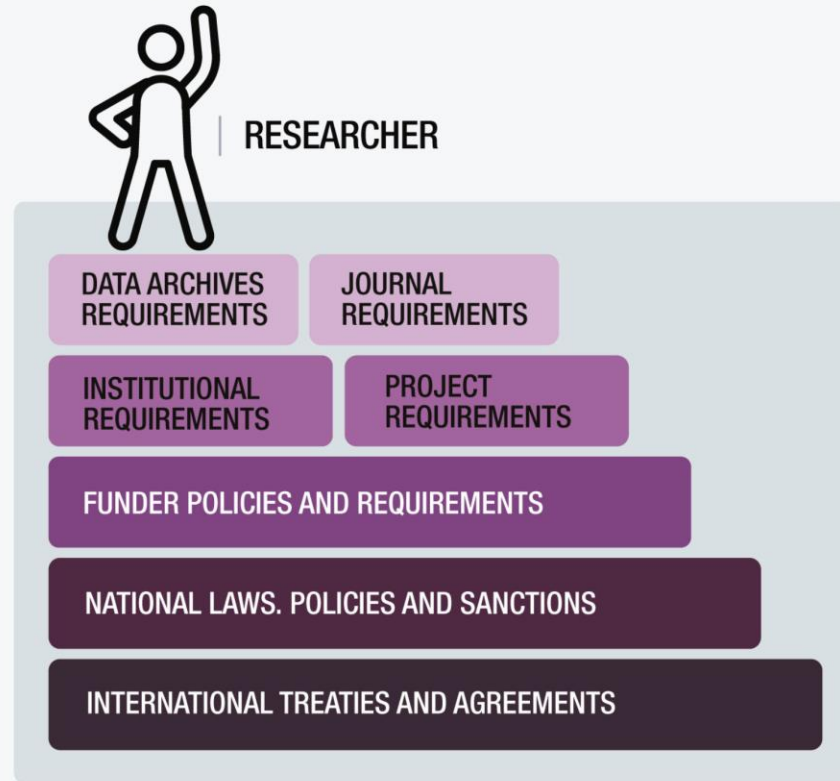 RESEARCHER
DATA ARCHIVES
REQUIREMENTS
JOURNAL
REQUIREMENTS
INSTITUTIONAL
REQUIREMENTS
PROJECT
REQUIREMENTS
FUNDER POLICIES AND REQUIREMENTS
NATIONAL LAWS. POLICIES AND SANCTIONS
INTERNATIONAL TREATIES AND AGREEMENTS